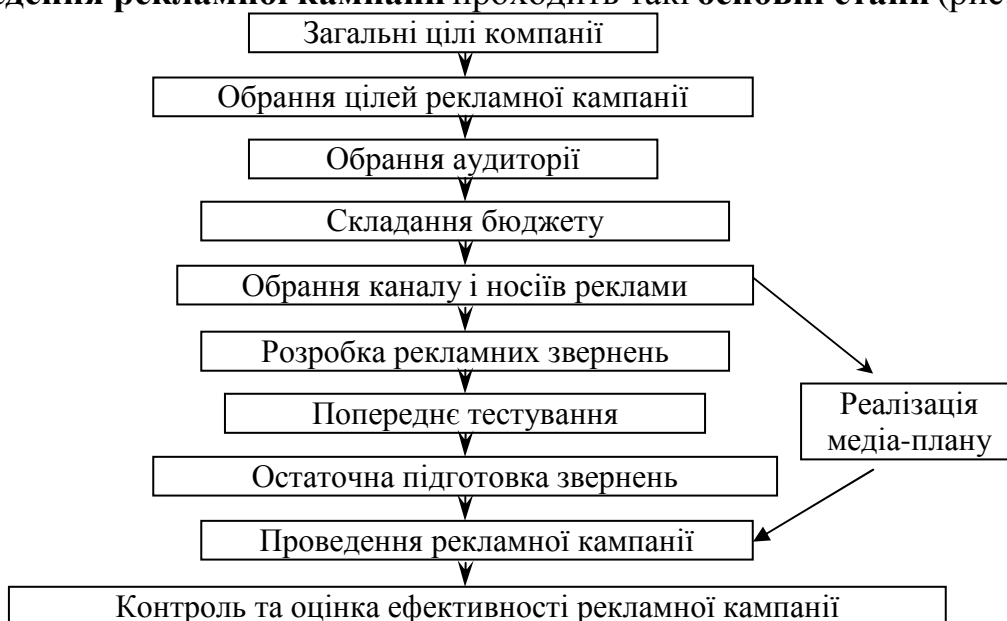 ведення рекламної кампанії проходить такі основні етапи (рис
Загальні цілі компанії
Обрання цілей рекламної кампанії
Обрання аудиторії
Складання бюджету
Обрання каналу і носіїв реклами
Розробка рекламних звернень
Попереднє тестування
Реалізація
медіа-плану
Остаточна підготовка звернень
Проведення рекламної кампанії
Контроль та оцінка ефективності рекламної кампанії